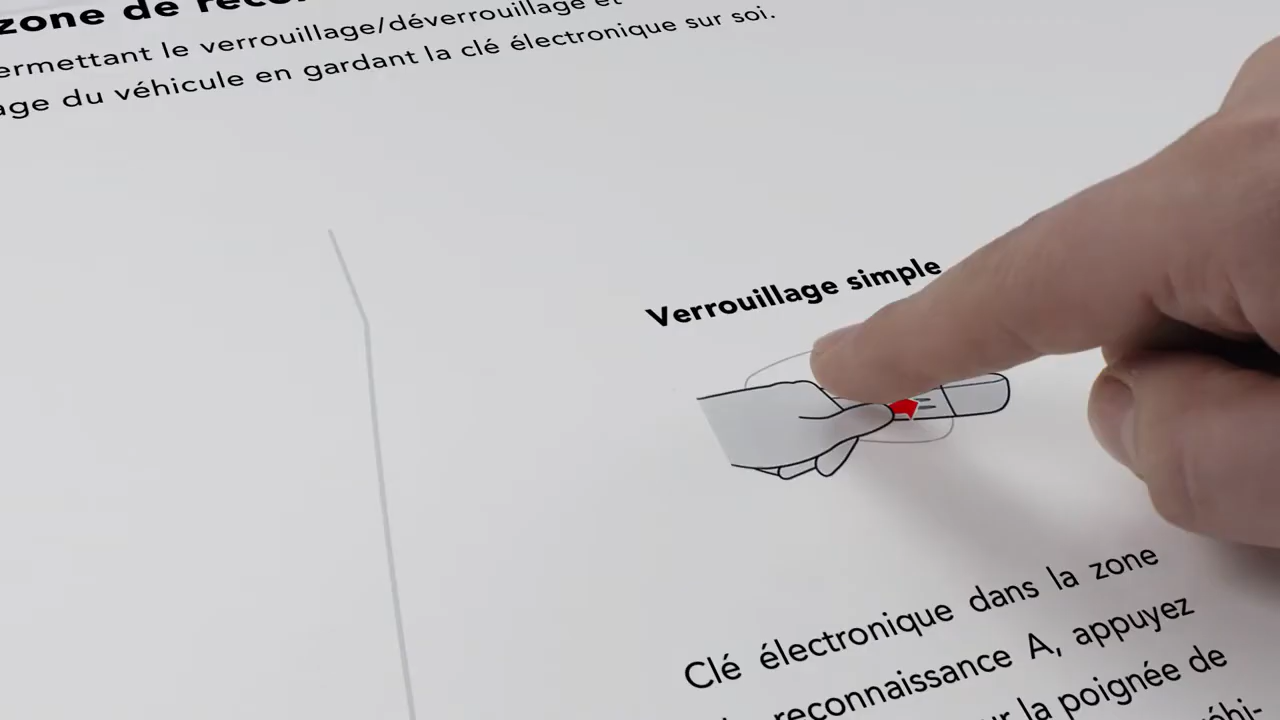 zone de
ermettant le verrouillage/déverrouillage et
age du véhicule en gardant la clé électronique sur soi.
Verrouillage simple
Clé électronique dans la zone
reconnaissance A, appuyez
la poignée de